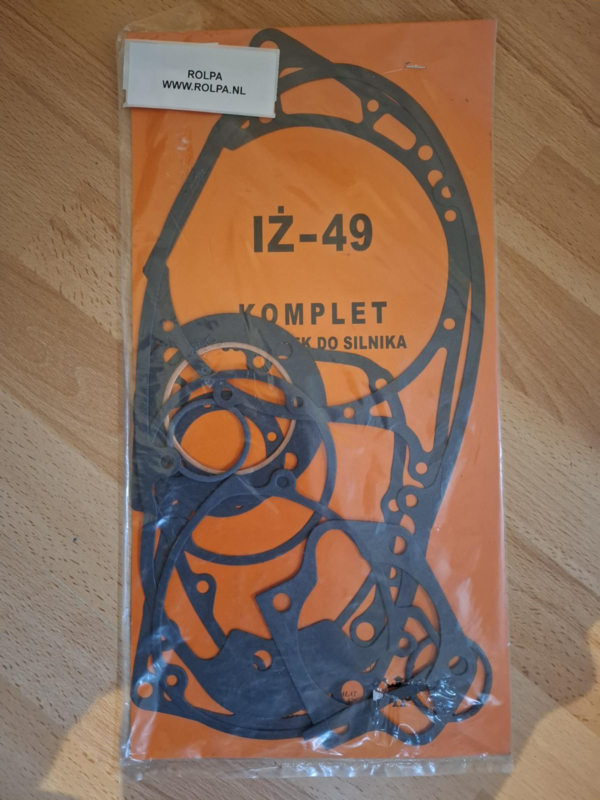 ROLPA
WWW.ROLPA.NL
IŻ-49
KOMPLET
DO SILNIKA